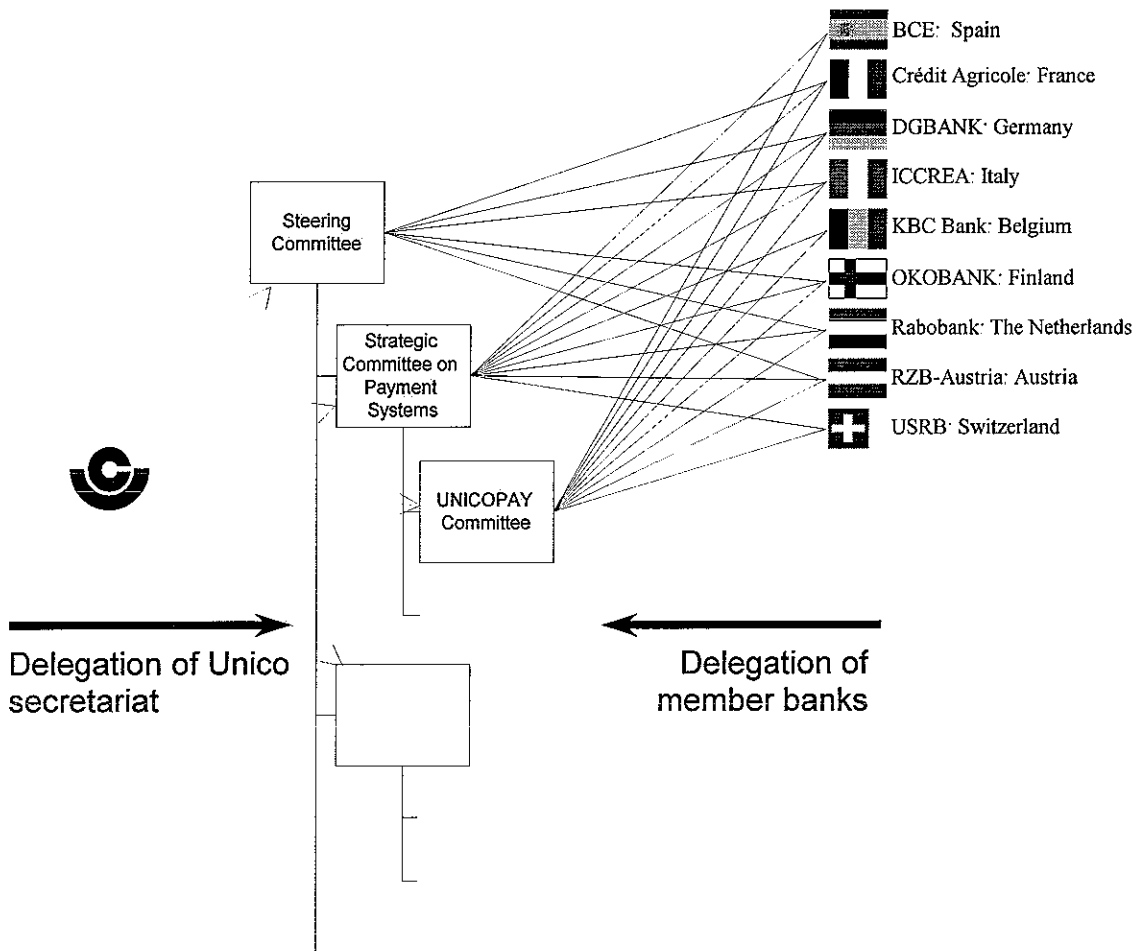 BCE: Spain
Crédit Agricole: France
DGBANK: Germany
ICCREA: Italy
KBC Bank: Belgium
OKOBANK: Finland
Rabobank: The Netherlands
RZB-Austria: Austria
USRB: Switzerland
Steering
Committee
Strategic
Committee on
Payment
Systems
UNICOPAY
Committee
Delegation of Unico
secretariat
Delegation of
member banks